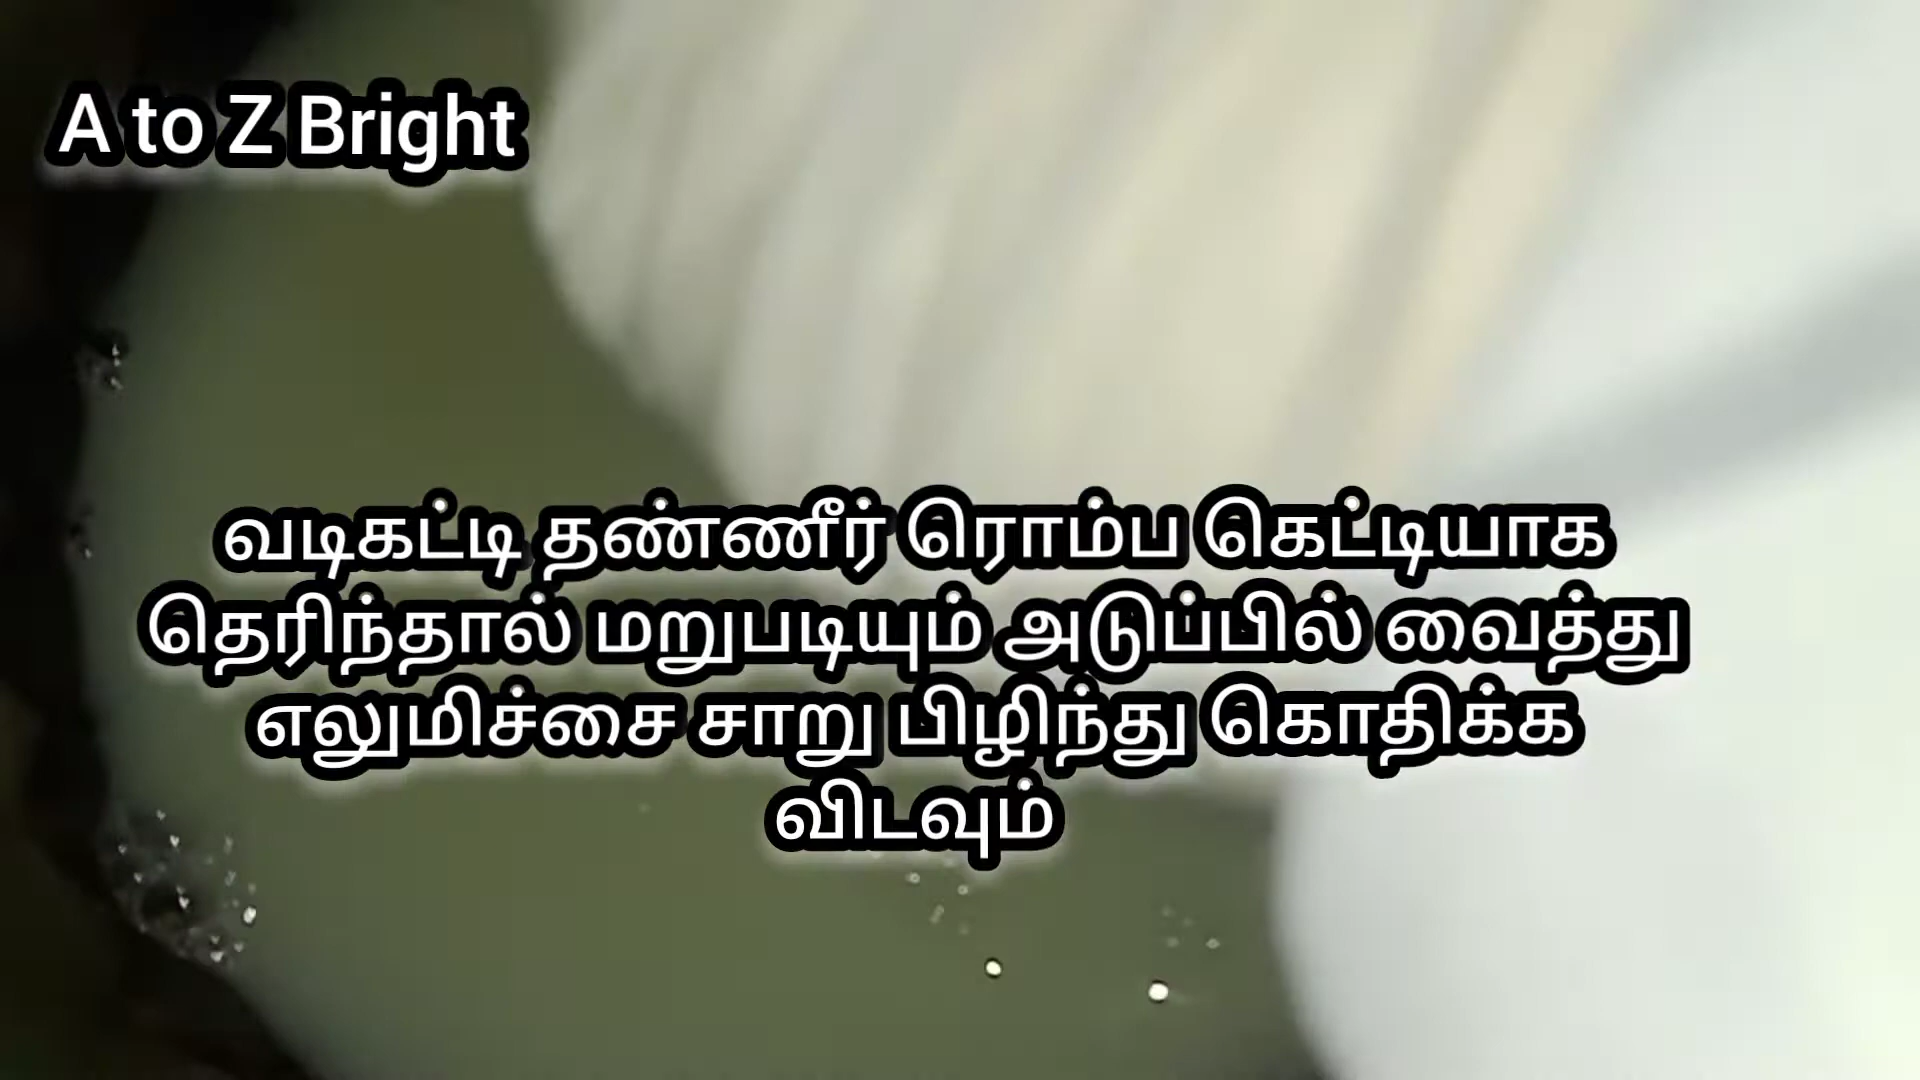 A to Z Bright
வடிகட்டி தண்ணீர் ரொம்ப கெட்டியாக
தெரிந்தால் மறுபடியும் அடுப்பில் வைத்து
எலுமிச்சை சாறு பிழிந்து கொதிக்க
விடவும்